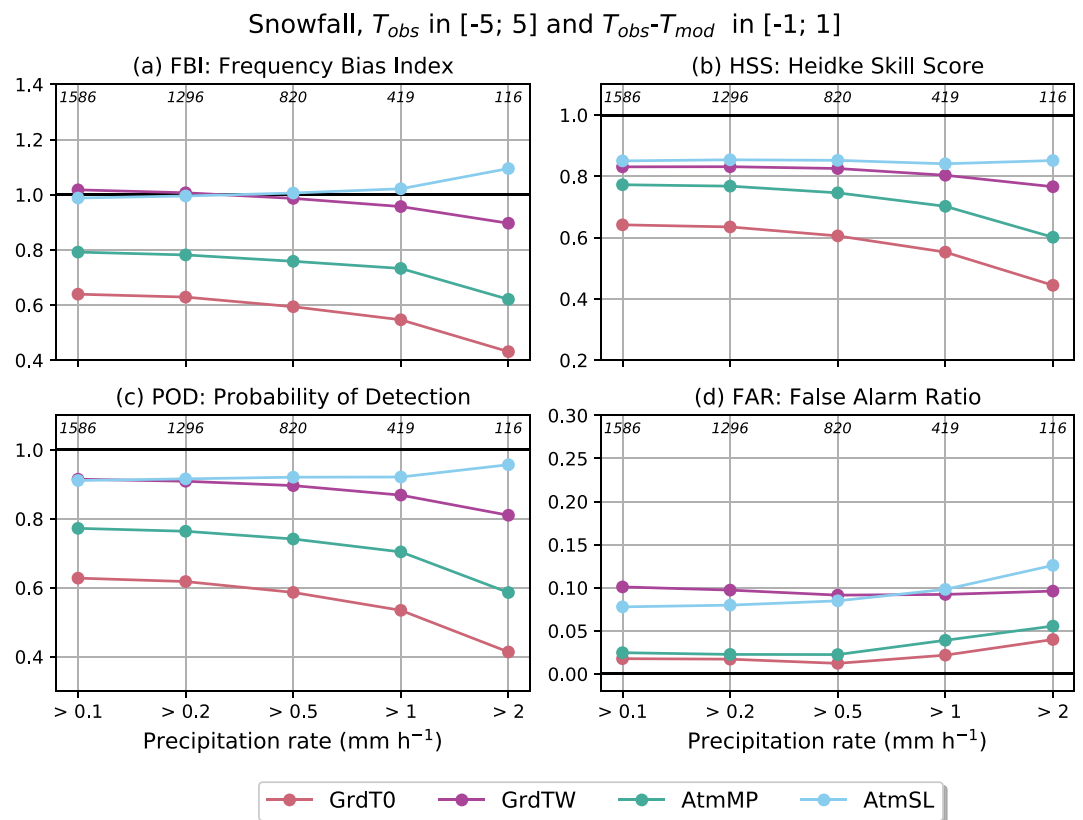 Snowfall, T_obs in [-5; 5] and T_obs-T_mod in [-1; 1]
(a) FBI: Frequency Bias Index
1.4
1.2
1.0
0.8
0.6
0.4
1586 1296 820 419 116
(b) HSS: Heidke Skill Score
1.0
0.8
0.6
0.4
0.2
1586 1296 820 419 116
(c) POD: Probability of Detection
1.0
0.8
0.6
0.4
1586 1296 820 419 116
> 0.1 > 0.2 > 0.5 > 1 > 2
Precipitation rate (mm h⁻¹)
(d) FAR: False Alarm Ratio
0.30
0.25
0.20
0.15
0.10
0.05
0.00
1586 1296 820 419 116
> 0.1 > 0.2 > 0.5 > 1 > 2
Precipitation rate (mm h⁻¹)
GrdT0 GrdTW AtmMP AtmSL